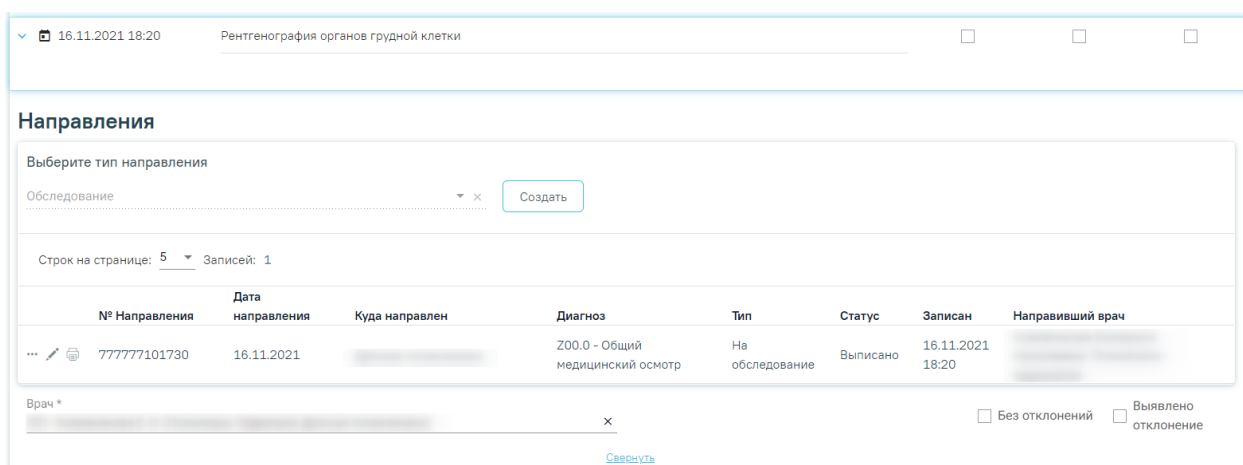 16.11.2021 18:20 Рентгенография органов грудной клетки
Направления
Выберите тип направления
Обследование
Создать
Строк на странице: 5 Записей: 1
№ Направления Дата направления Куда направлен Диагноз Тип Статус Записан Направивший врач
777777101730 16.11.2021 Z00.0 - Общий медицинский осмотр На обследование Выписано 16.11.2021 18:20
Врач *
Без отклонений Выявлено отклонение
Свернуть